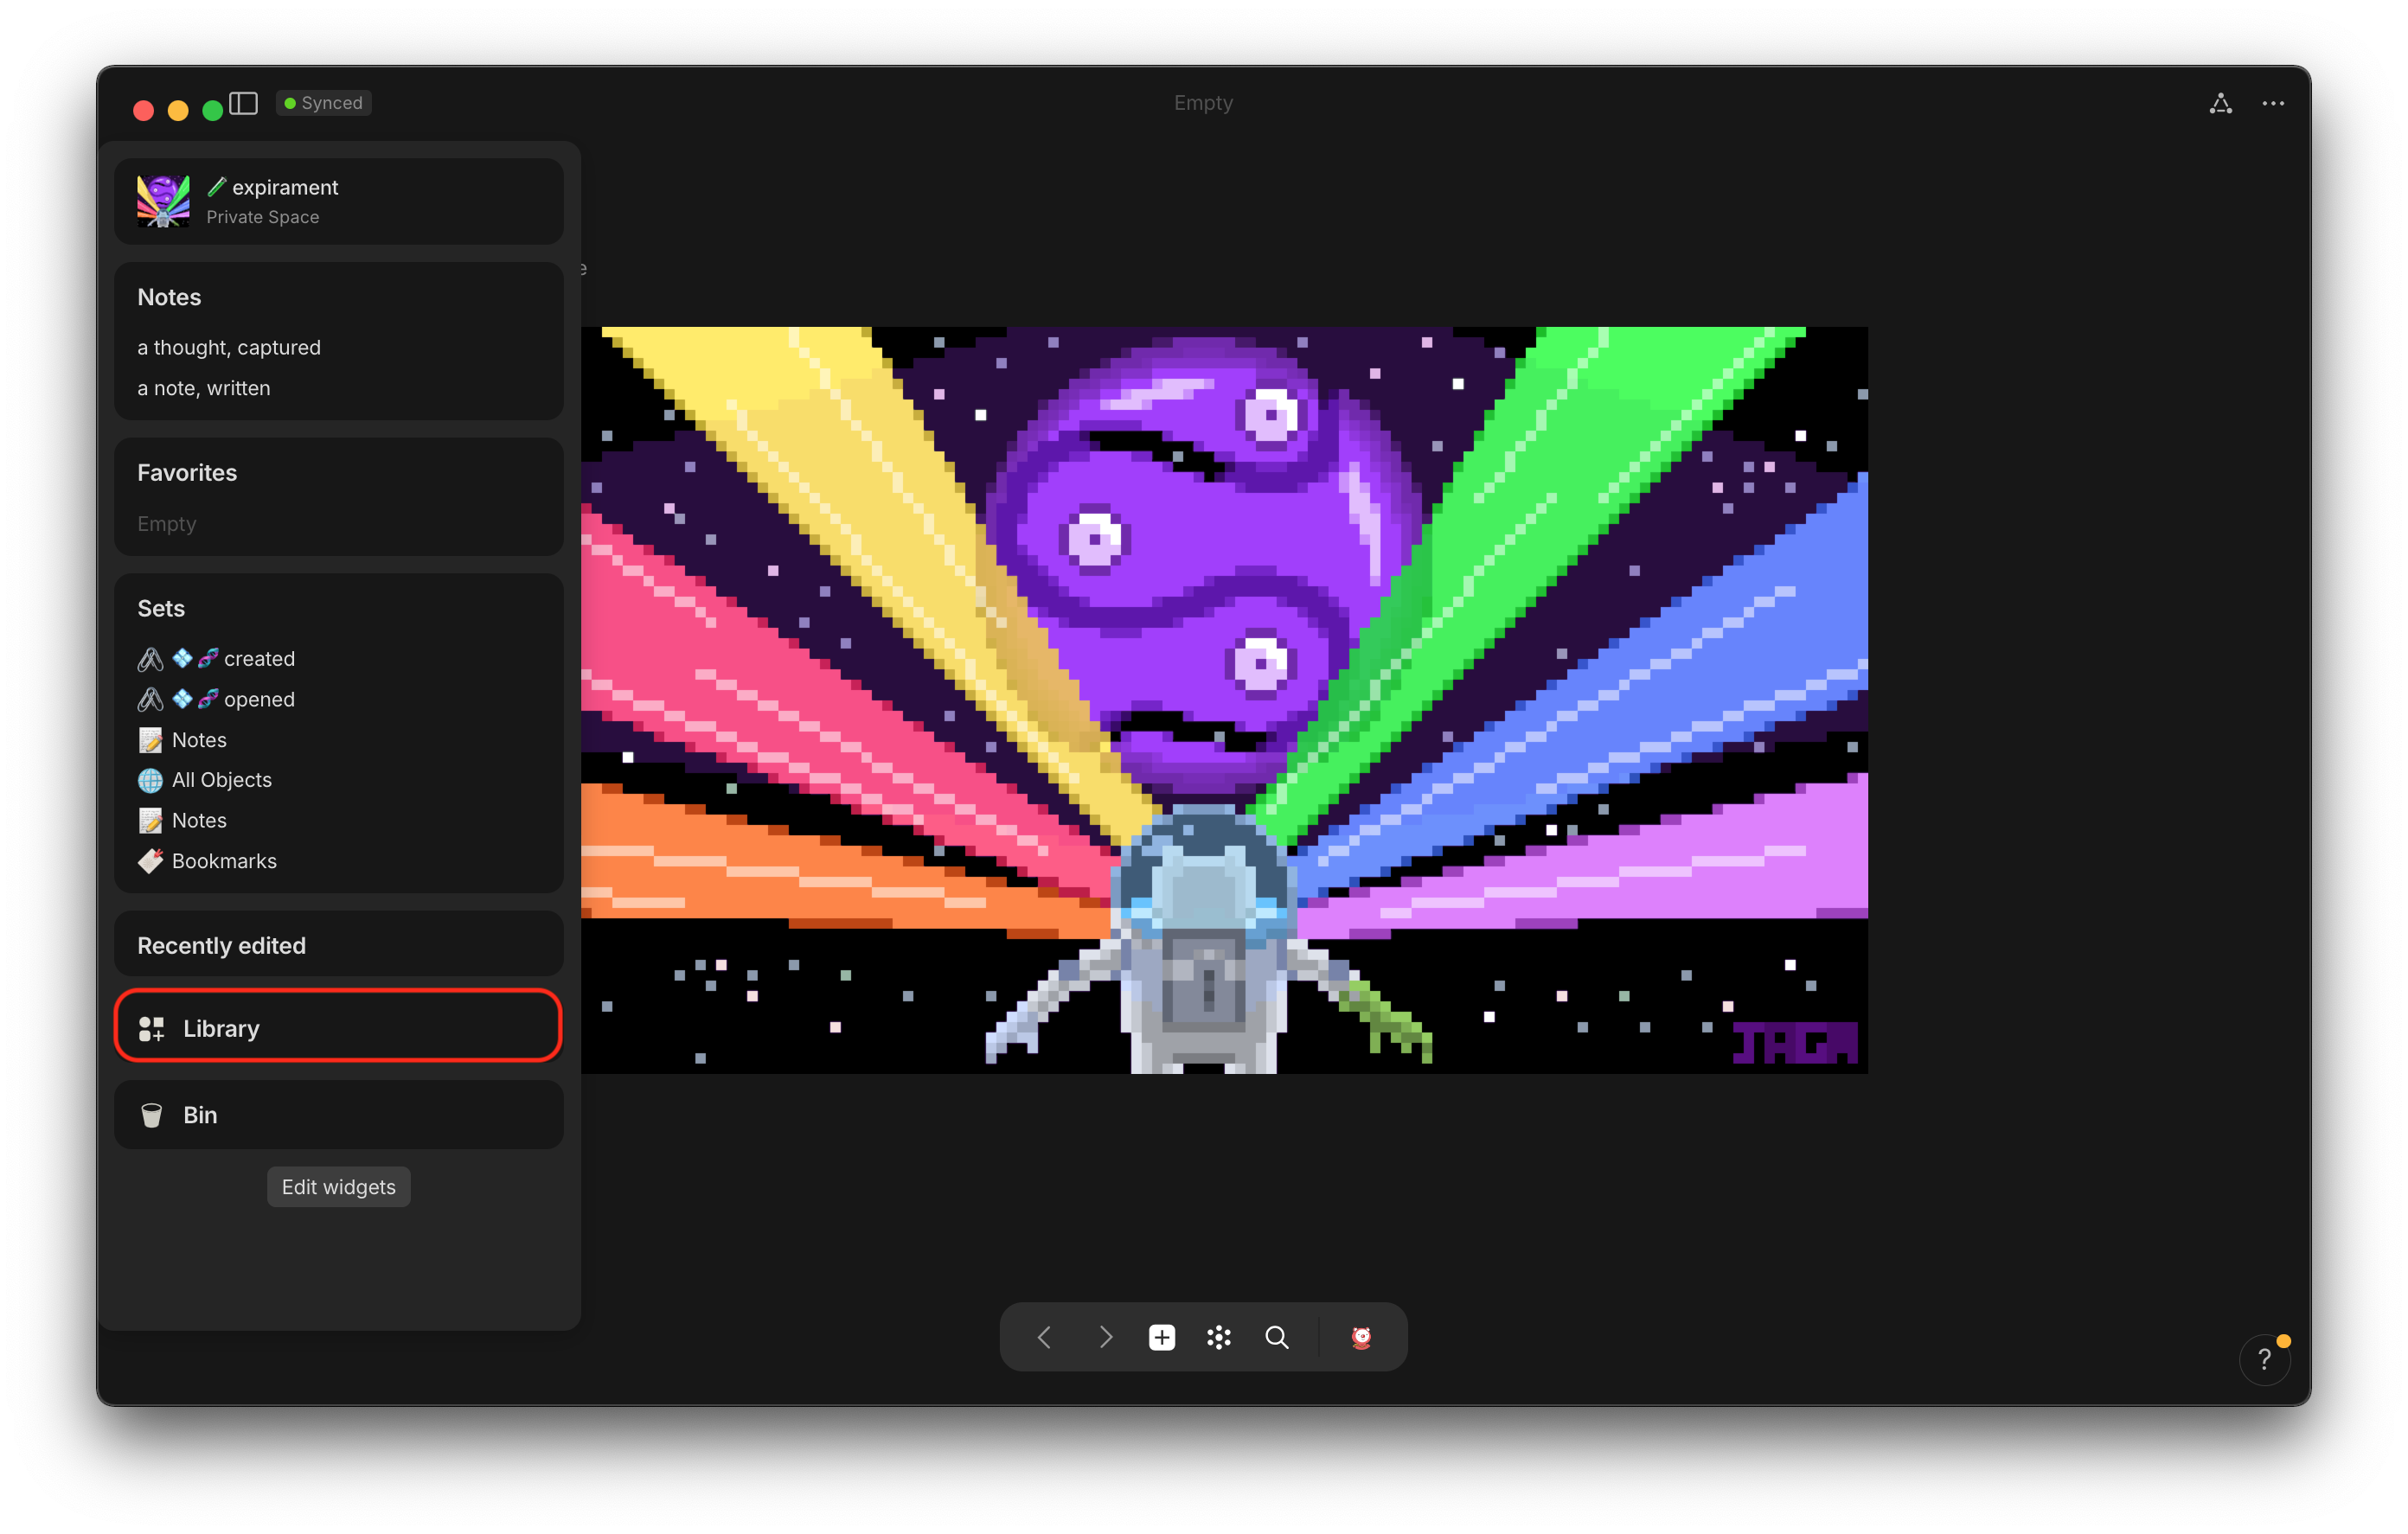 Synced
Empty
expirament
Private Space
e
Notes
a thought, captured
a note, written
Favorites
Empty
Sets
created
opened
Notes
All Objects
Notes
Bookmarks
Recently edited
Library
Bin
Edit widgets
JAGA
?